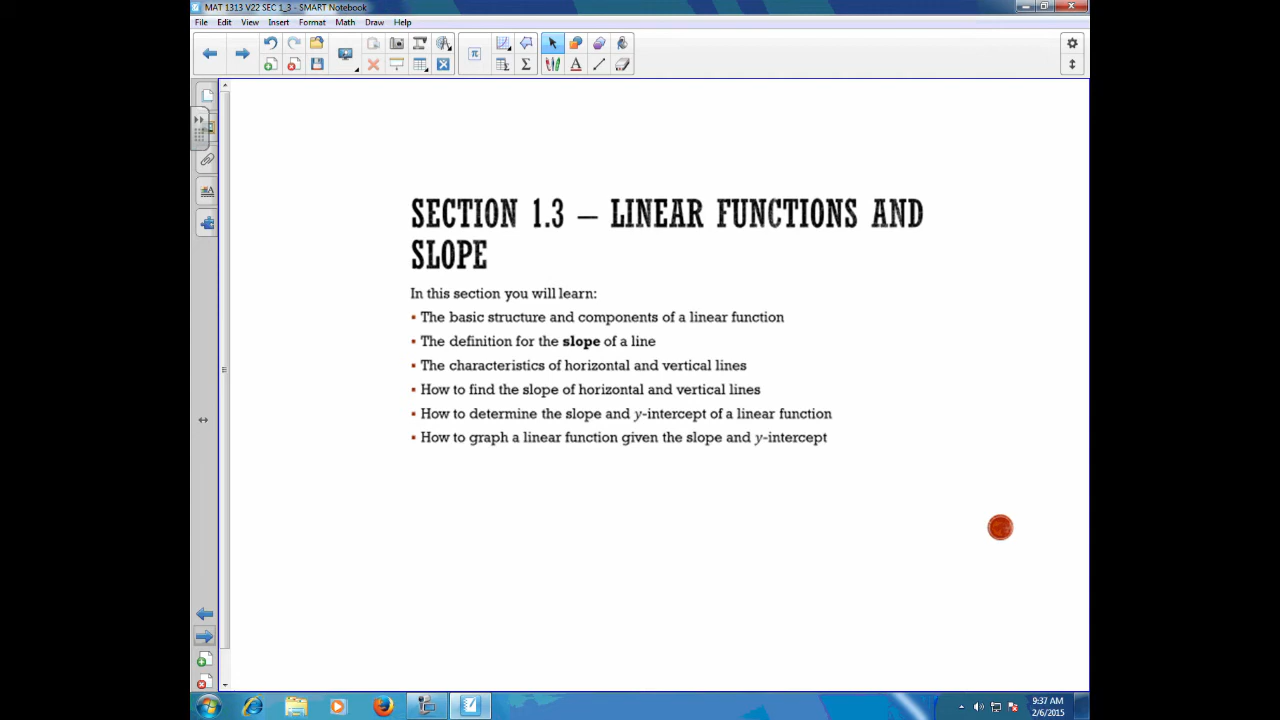 MAT 1313 V22 SEC 1_3 - SMART Notebook
File Edit View Insert Format Math Draw Help
SECTION 1.3 – LINEAR FUNCTIONS AND
SLOPE
In this section you will learn:
▪ The basic structure and components of a linear function
▪ The definition for the slope of a line
▪ The characteristics of horizontal and vertical lines
▪ How to find the slope of horizontal and vertical lines
▪ How to determine the slope and y-intercept of a linear function
▪ How to graph a linear function given the slope and y-intercept
9:37 AM
2/6/2015